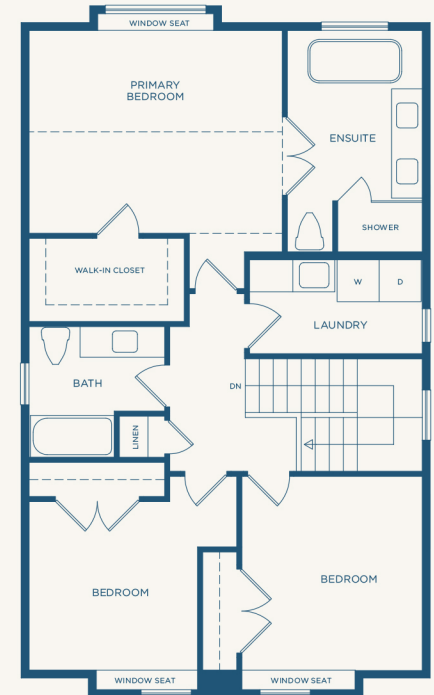 WINDOW SEAT
PRIMARY
BEDROOM
ENSUITE
SHOWER
WALK-IN CLOSET
W
D
LAUNDRY
BATH
DN
LINEN
BEDROOM
BEDROOM
WINDOW SEAT
WINDOW SEAT